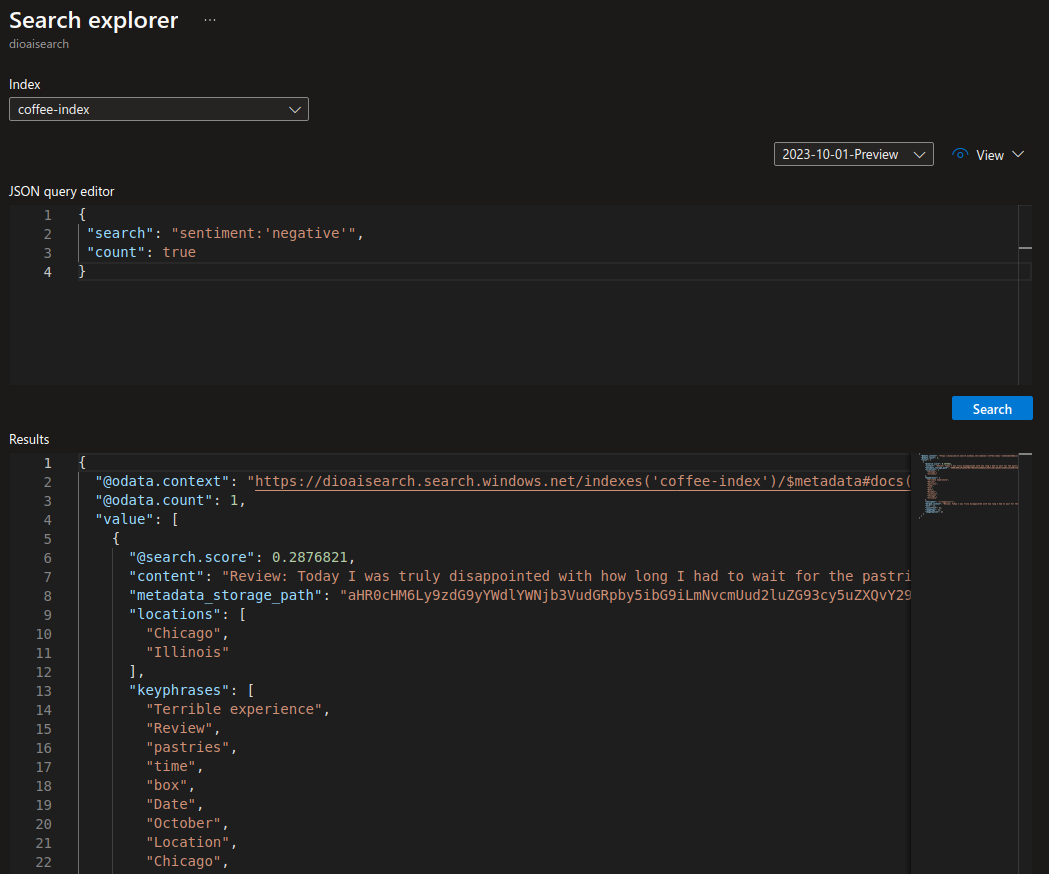 Search explorer ...
dioaisearch
Index
coffee-index
2023-10-01-Preview View
JSON query editor
1 {
2 "search": "sentiment:'negative'",
3 "count": true
4 }
Search
Results
1 {
2 "@odata.context": "https://dioaisearch.search.windows.net/indexes('coffee-index')/$metadata#docs(
3 "@odata.count": 1,
4 "value": [
5 {
6 "@search.score": 0.2876821,
7 "content": "Review: Today I was truly disappointed with how long I had to wait for the pastri
8 "metadata_storage_path": "aHR0cHM6Ly9zdG9yYWdlYWNjb3VudGRpby5ibG9iLmNvcmUud2luZG93cy5uZXQvY29
9 "locations": [
10 "Chicago",
11 "Illinois"
12 ],
13 "keyphrases": [
14 "Terrible experience",
15 "Review",
16 "pastries",
17 "time",
18 "box",
19 "Date",
20 "October",
21 "Location",
22 "Chicago",